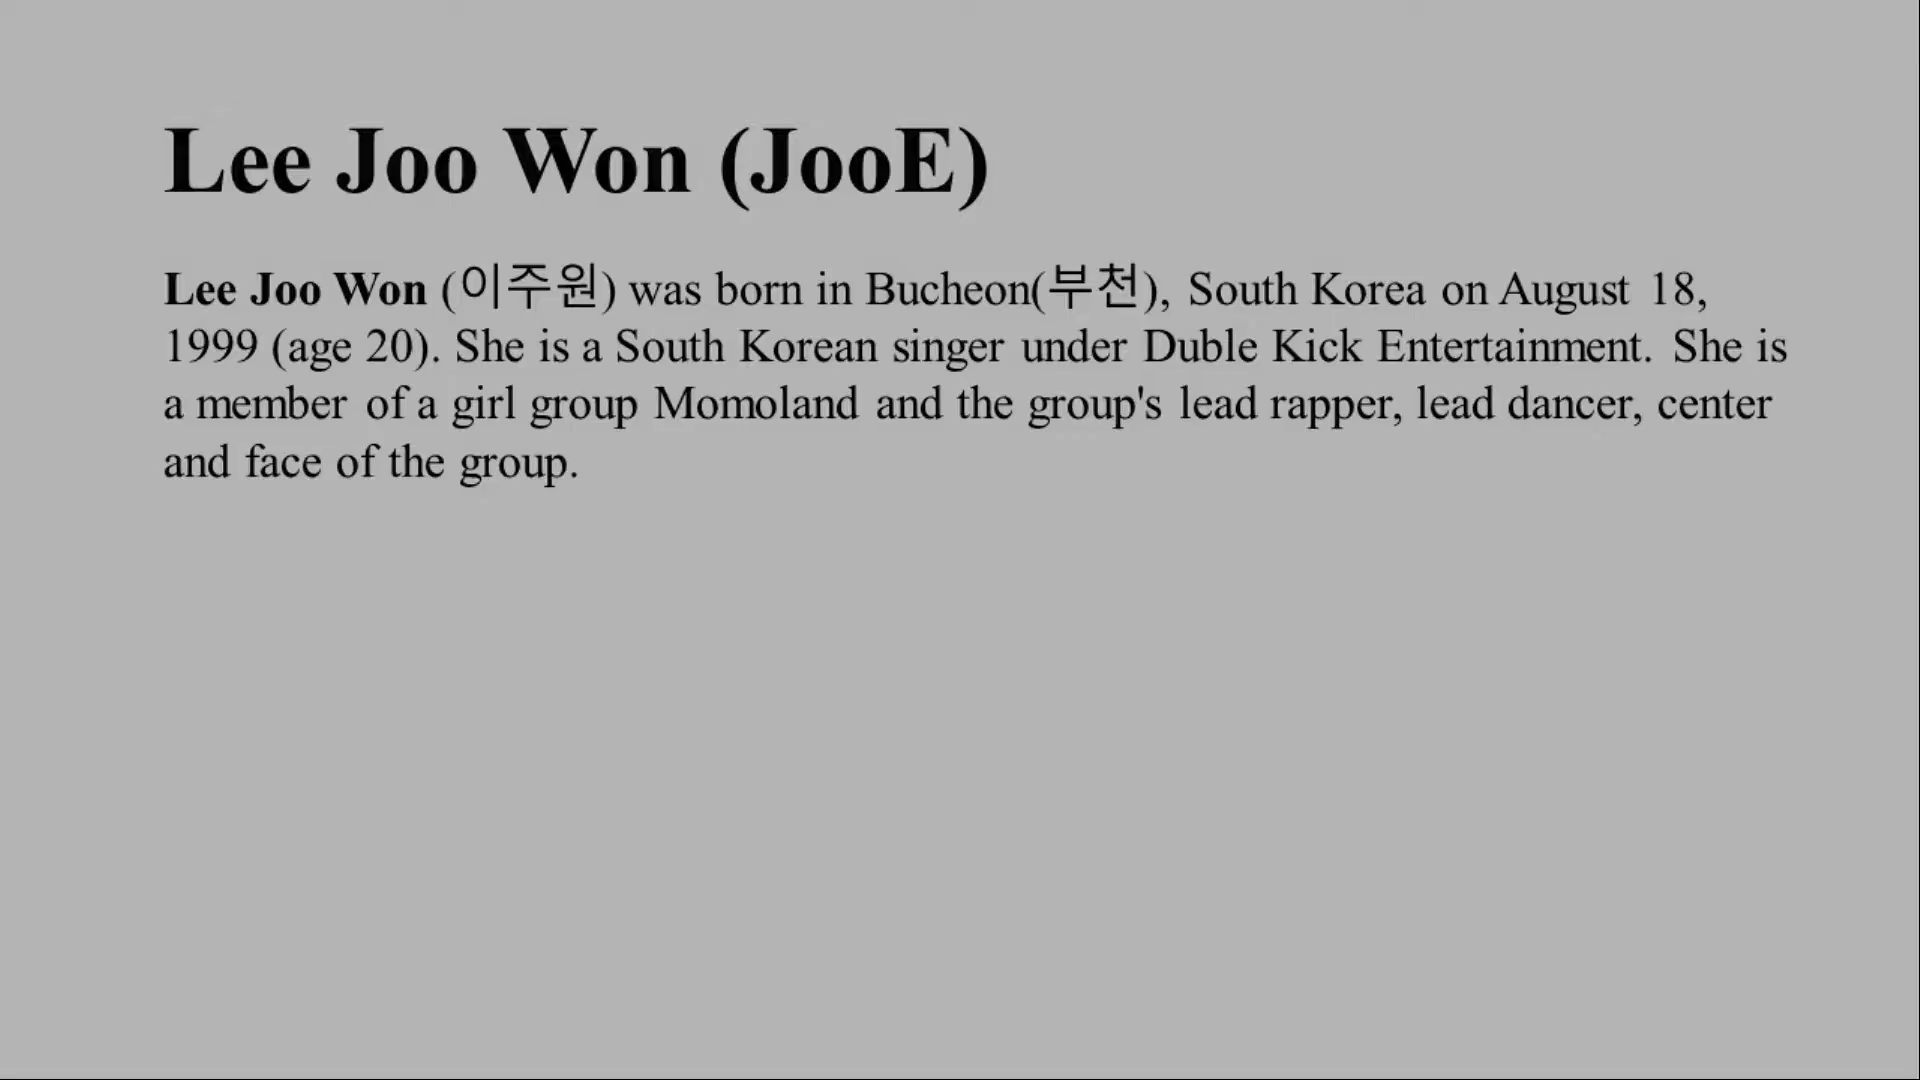 Lee Joo Won (JooE)
Lee Joo Won (이주원) was born in Bucheon(부천), South Korea on August 18,
1999 (age 20). She is a South Korean singer under Duble Kick Entertainment. She is
a member of a girl group Momoland and the group's lead rapper, lead dancer, center
and face of the group.